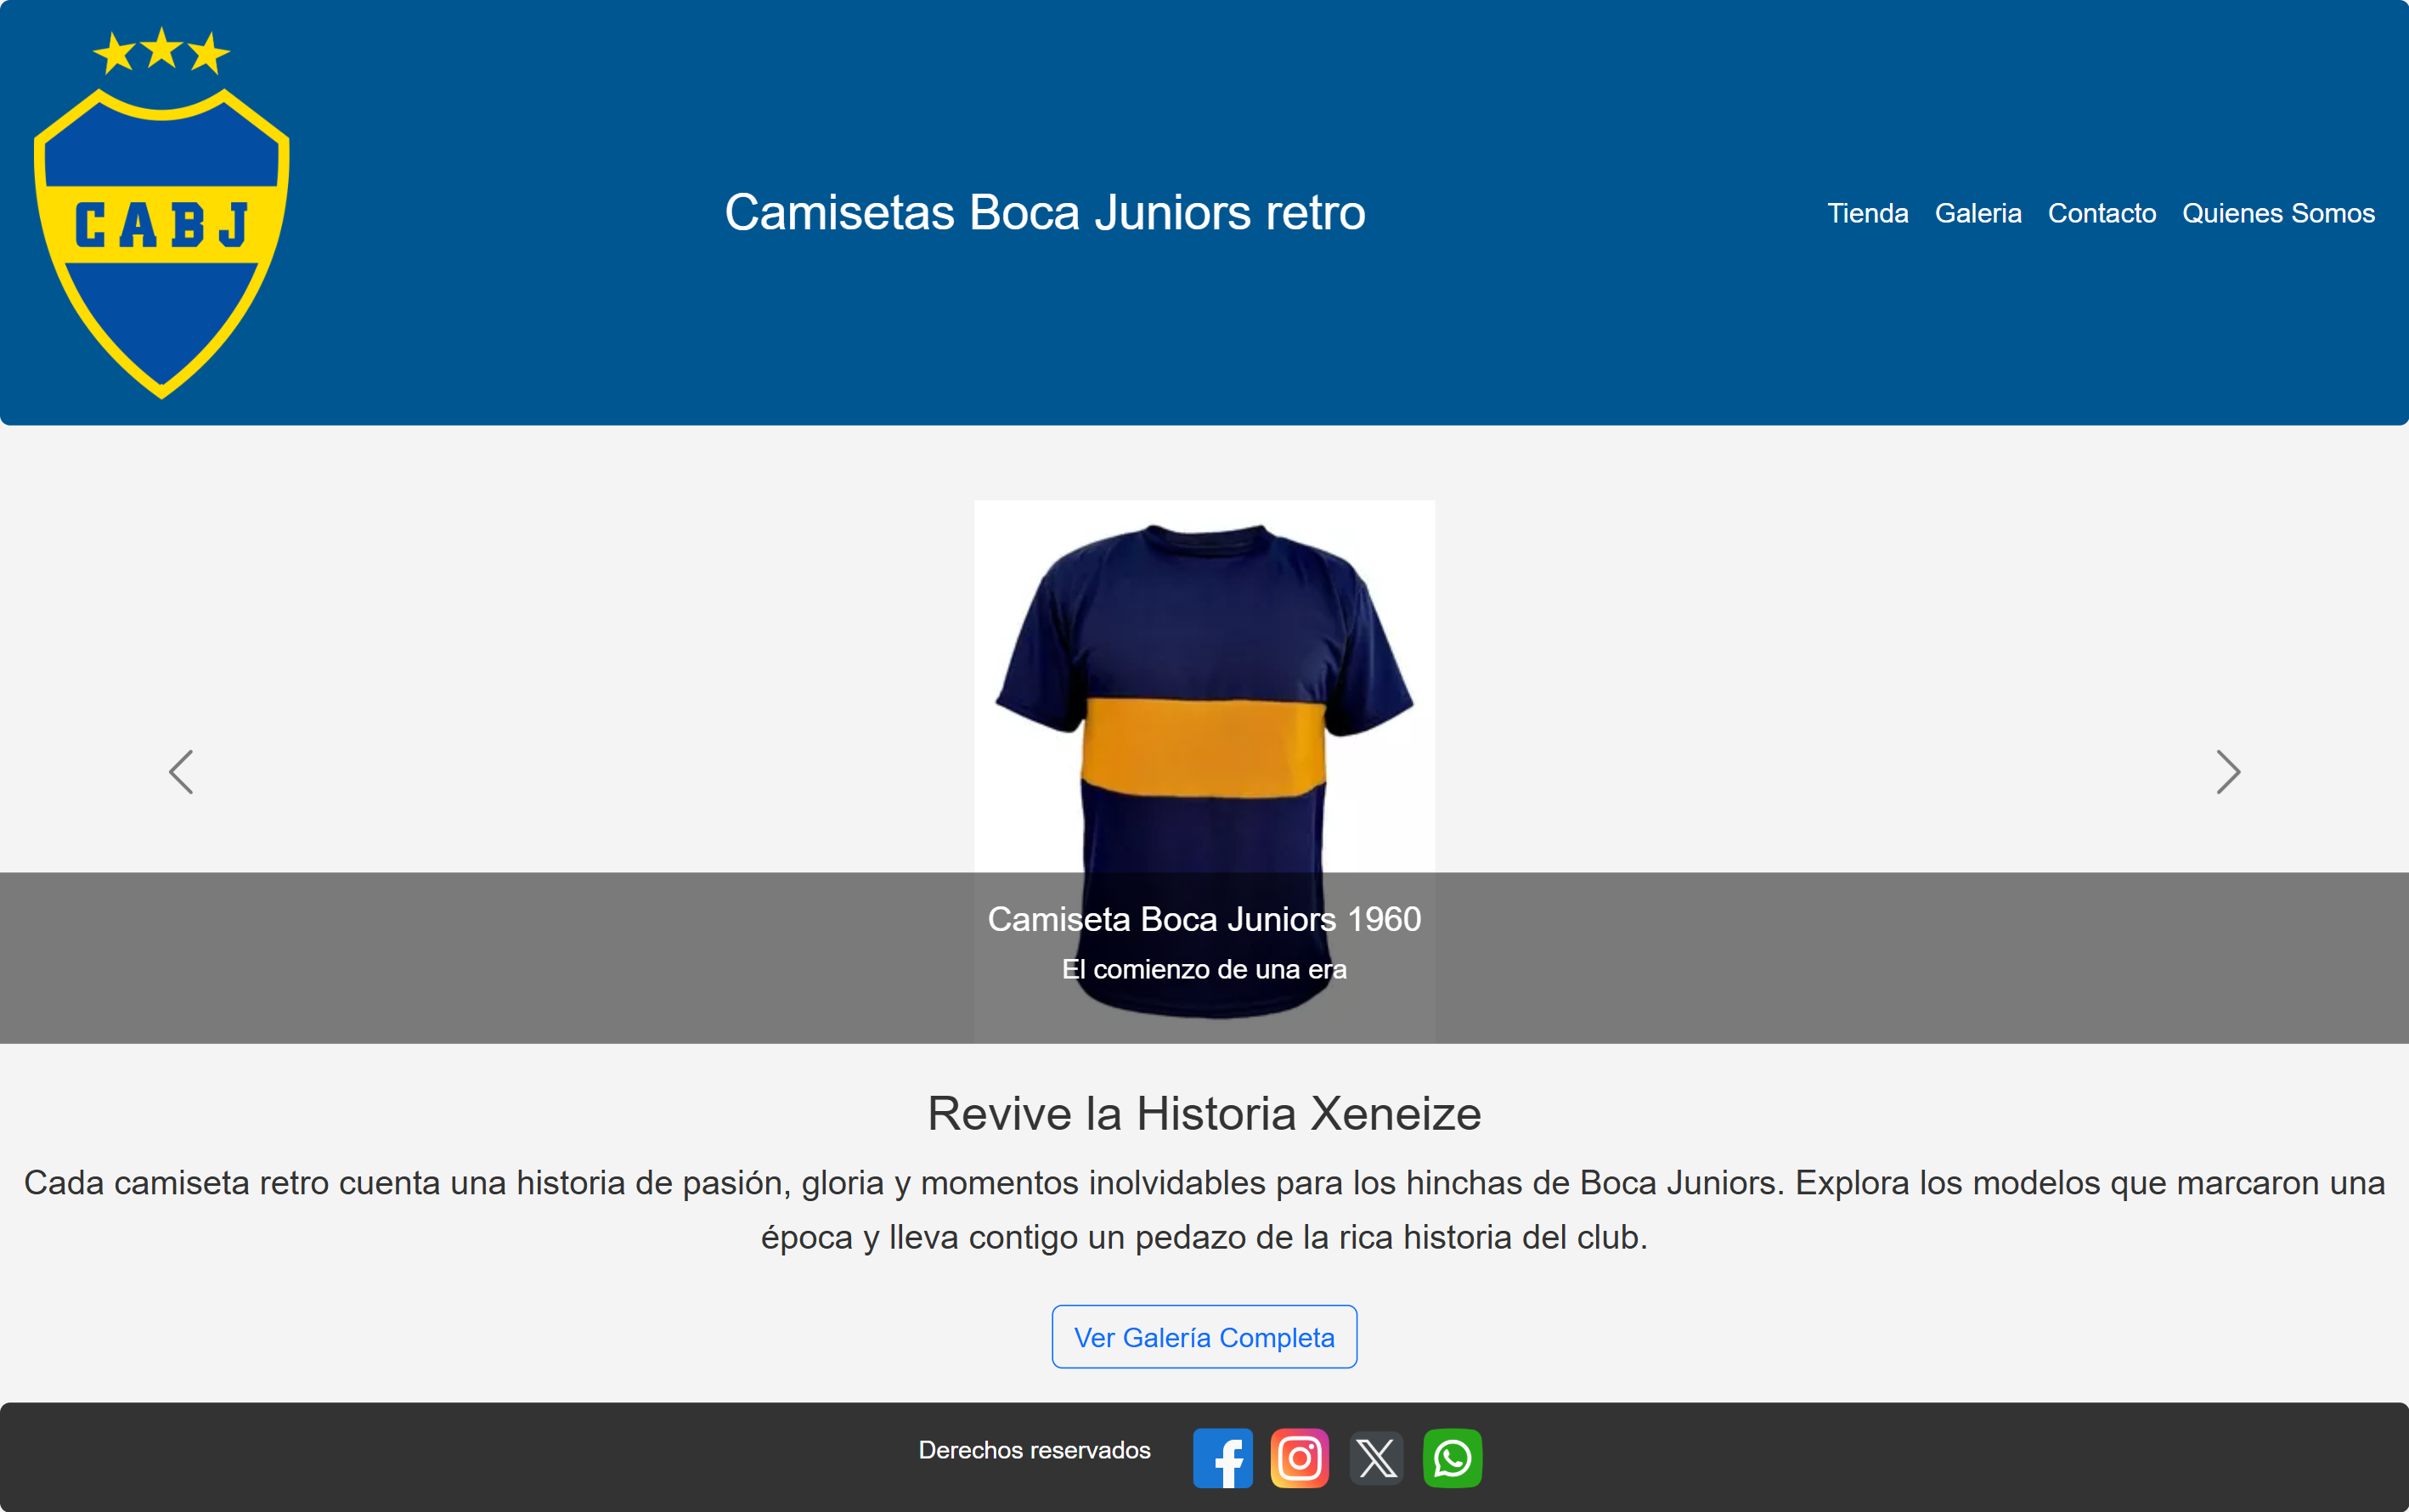 CABJ
Camisetas Boca Juniors retro
Tienda Galeria Contacto Quienes Somos
Camiseta Boca Juniors 1960
El comienzo de una era
Revive la Historia Xeneize
Cada camiseta retro cuenta una historia de pasión, gloria y momentos inolvidables para los hinchas de Boca Juniors. Explora los modelos que marcaron una
época y lleva contigo un pedazo de la rica historia del club.
Ver Galería Completa
Derechos reservados